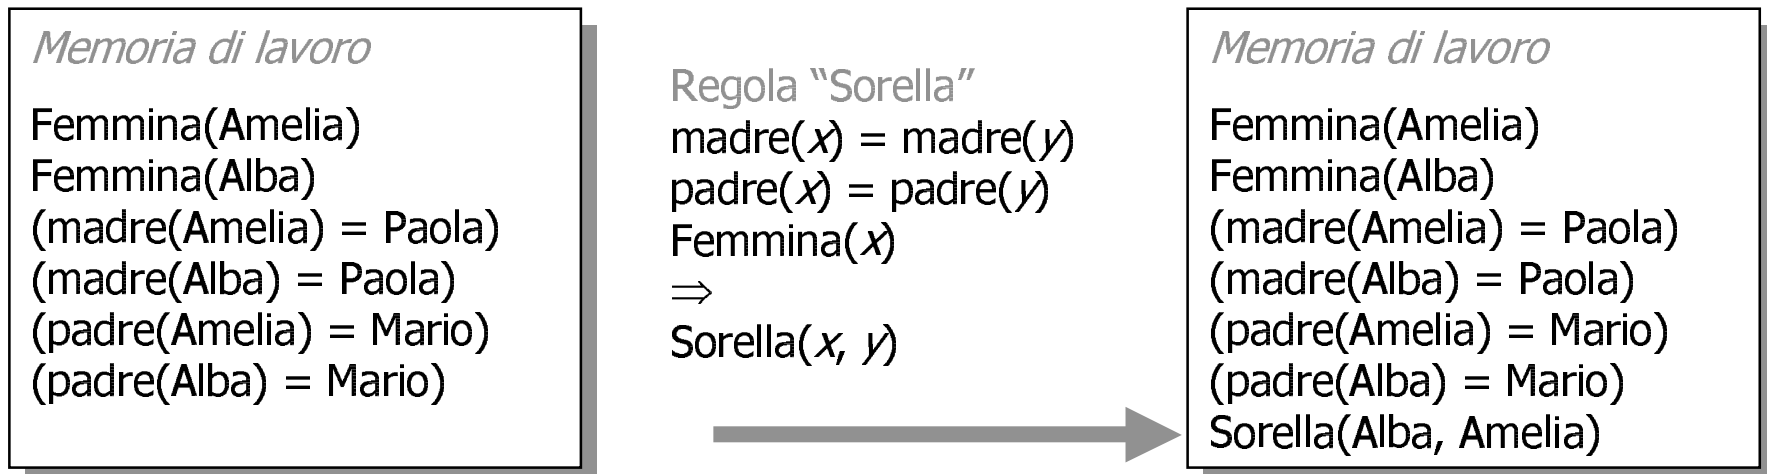 Memoria di lavoro
Femmina(Amelia)
Femmina(Alba)
(madre(Amelia) = Paola)
(madre(Alba) = Paola)
(padre(Amelia) = Mario)
(padre(Alba) = Mario)
Regola “Sorella”
madre(x) = madre(y)
padre(x) = padre(y)
Femmina(x)
⇒
Sorella(x, y)
Memoria di lavoro
Femmina(Amelia)
Femmina(Alba)
(madre(Amelia) = Paola)
(madre(Alba) = Paola)
(padre(Amelia) = Mario)
(padre(Alba) = Mario)
Sorella(Alba, Amelia)